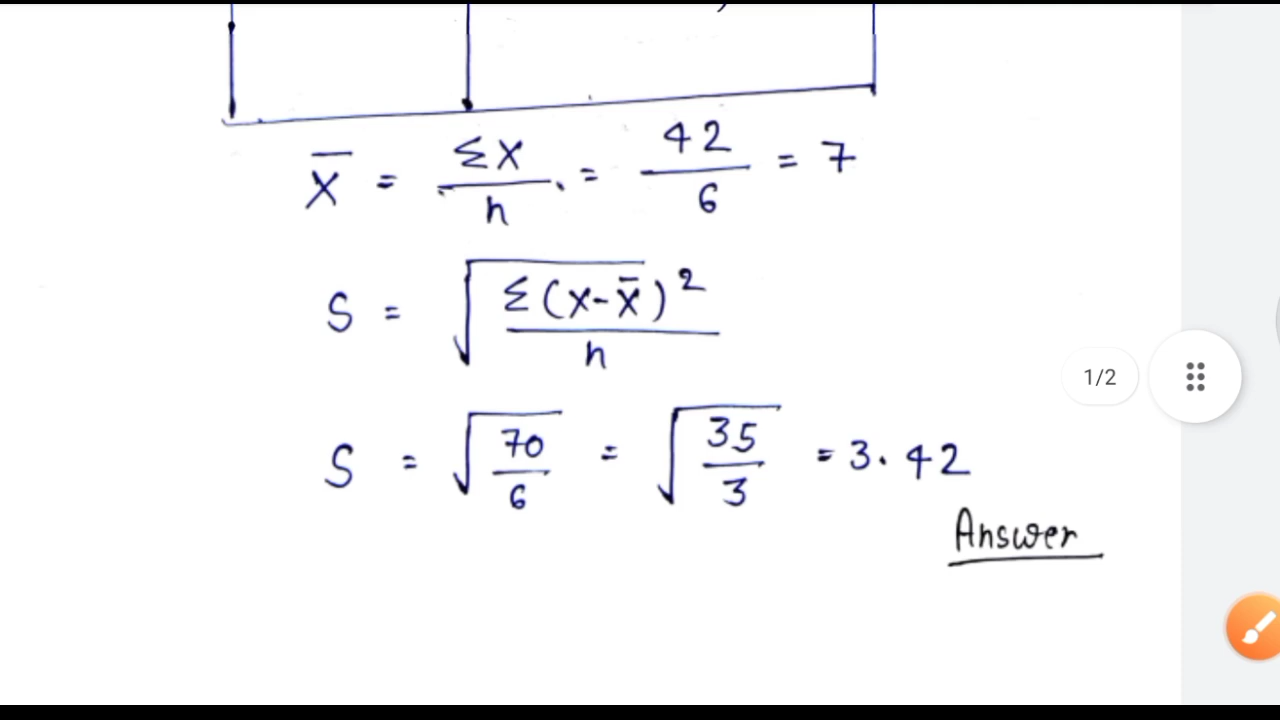 X̄ = ΣX / n = 42 / 6 = 7
S = √(Σ(X-X̄)² / n)
1/2
S = √(70 / 6) = √(35 / 3) = 3.42
Answer